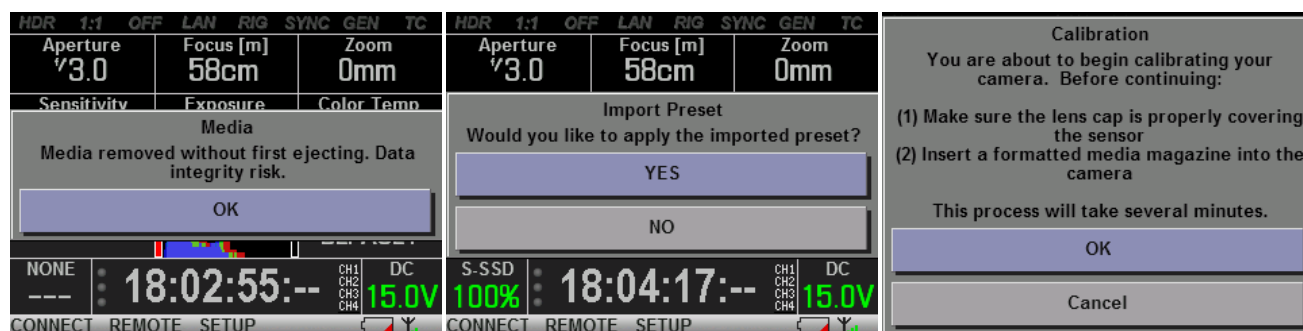 HDR 1:1 OFF LAN RIG SYNC GEN TC
Aperture Focus [m] Zoom
f/3.0 58cm 0mm
Sensitivity Exposure Color Temp
Media
Media removed without first ejecting. Data
integrity risk.
OK
NONE 18:02:55:-- CH1 CH2 CH3 CH4 DC
--- 15.0V
CONNECT REMOTE SETUP
HDR 1:1 OFF LAN RIG SYNC GEN TC
Aperture Focus [m] Zoom
f/3.0 58cm 0mm
Import Preset
Would you like to apply the imported preset?
YES
NO
S-SSD 18:04:17:-- CH1 CH2 CH3 CH4 DC
100% 15.0V
CONNECT REMOTE SETUP
Calibration
You are about to begin calibrating your
camera. Before continuing:
(1) Make sure the lens cap is properly covering
the sensor
(2) Insert a formatted media magazine into the
camera
This process will take several minutes.
OK
Cancel